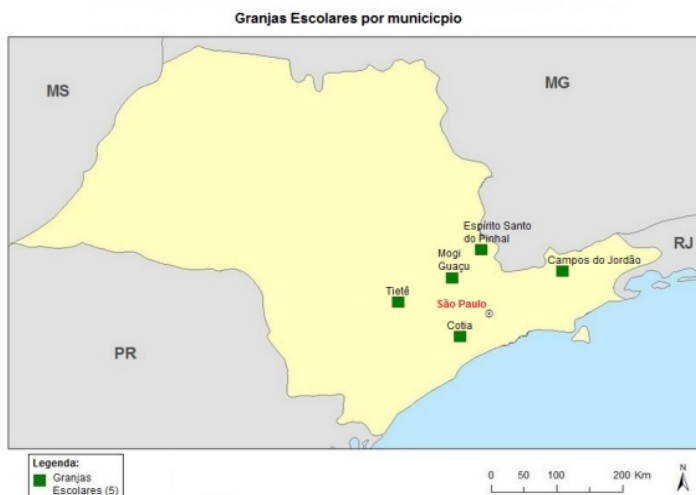 Granjas Escolares por municícpio
MS
MG
Espírito Santo
do Pinhal
RJ
Mogi
Guaçu
Campos do Jordão
Tietê
São Paulo
Cotia
PR
Legenda:
Granjas
Escolares (5)
0 50 100 200 Km
N